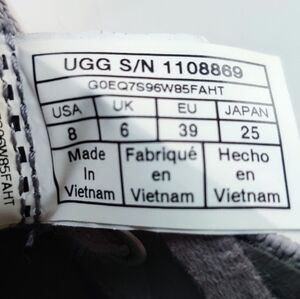 UGG S/N 1108869
G0EQ7S96W85FAHT
USA UK EU JAPAN
8 6 39 25
Made Fabriqué Hecho
In en en
Vietnam Vietnam Vietnam